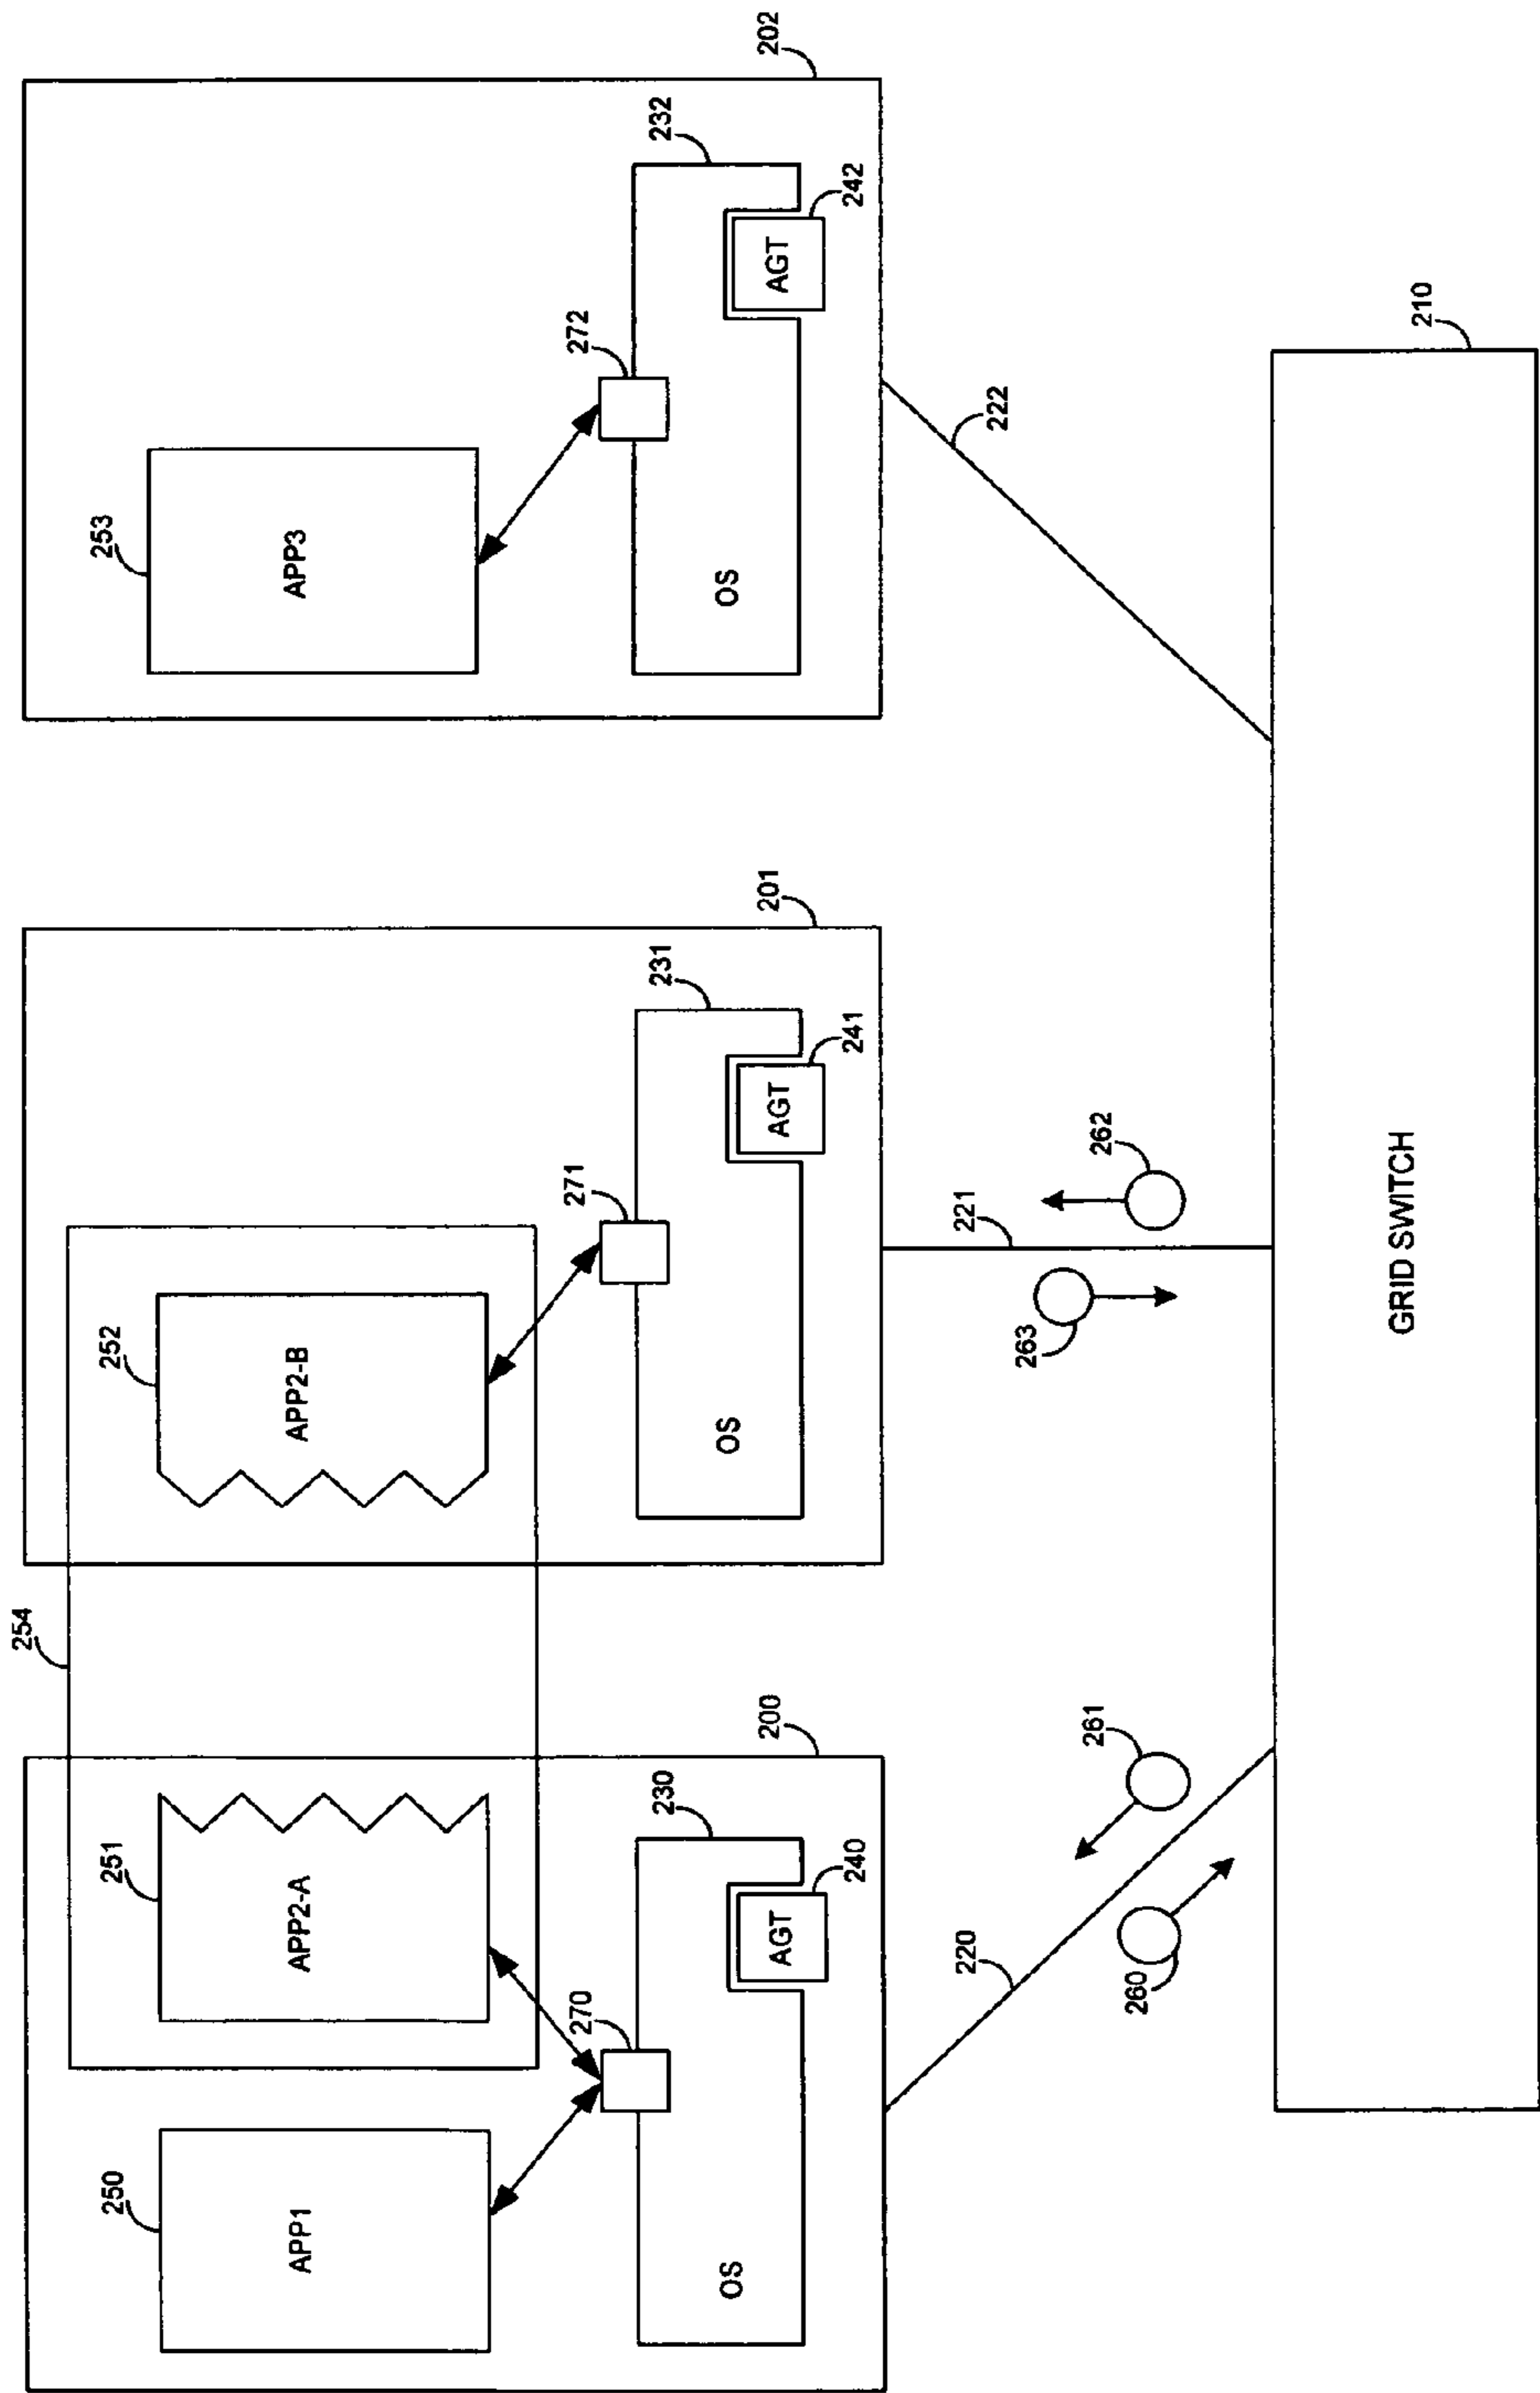 254
202
201
200
250
APP1
251
APP2-A
252
APP2-B
253
APP3
270
271
272
230
231
232
OS
OS
OS
240
AGT
241
AGT
242
AGT
220
221
222
260
261
263
262
210
GRID SWITCH